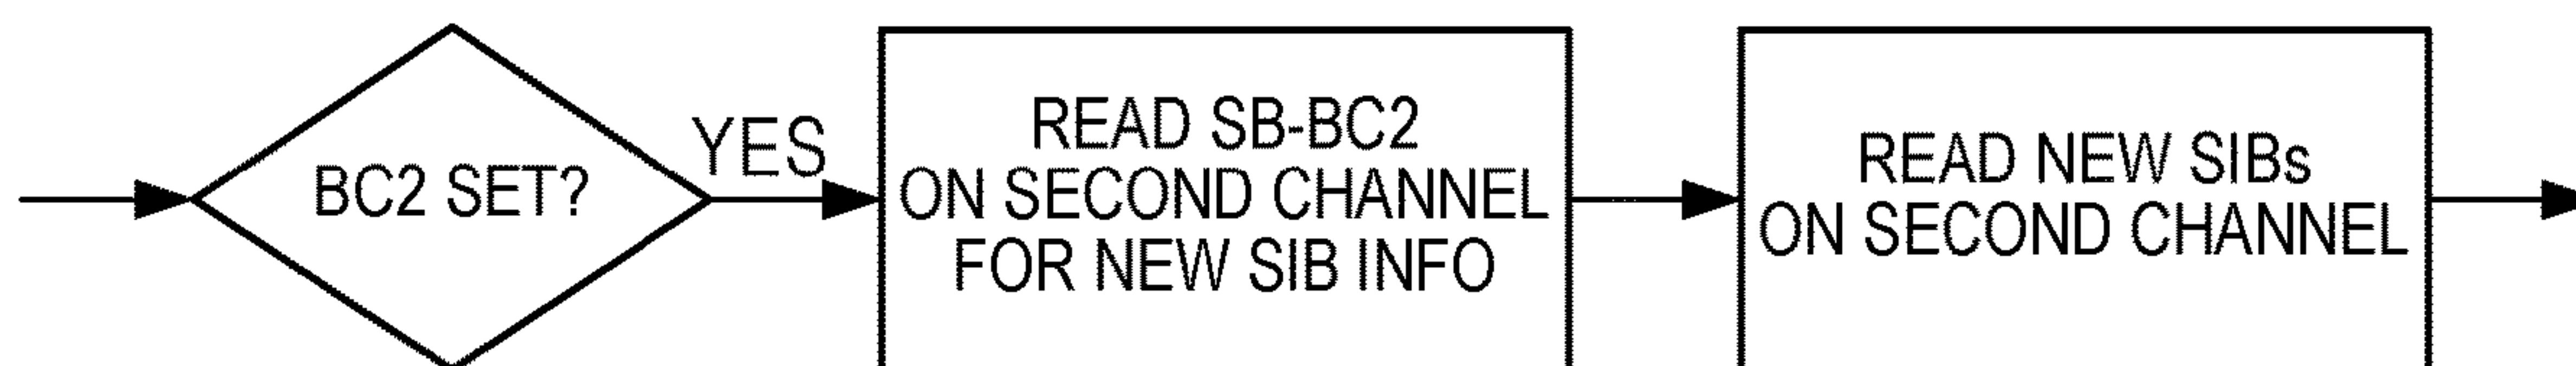 BC2 SET?
YES
READ SB-BC2
ON SECOND CHANNEL
FOR NEW SIB INFO
READ NEW SIBs
ON SECOND CHANNEL